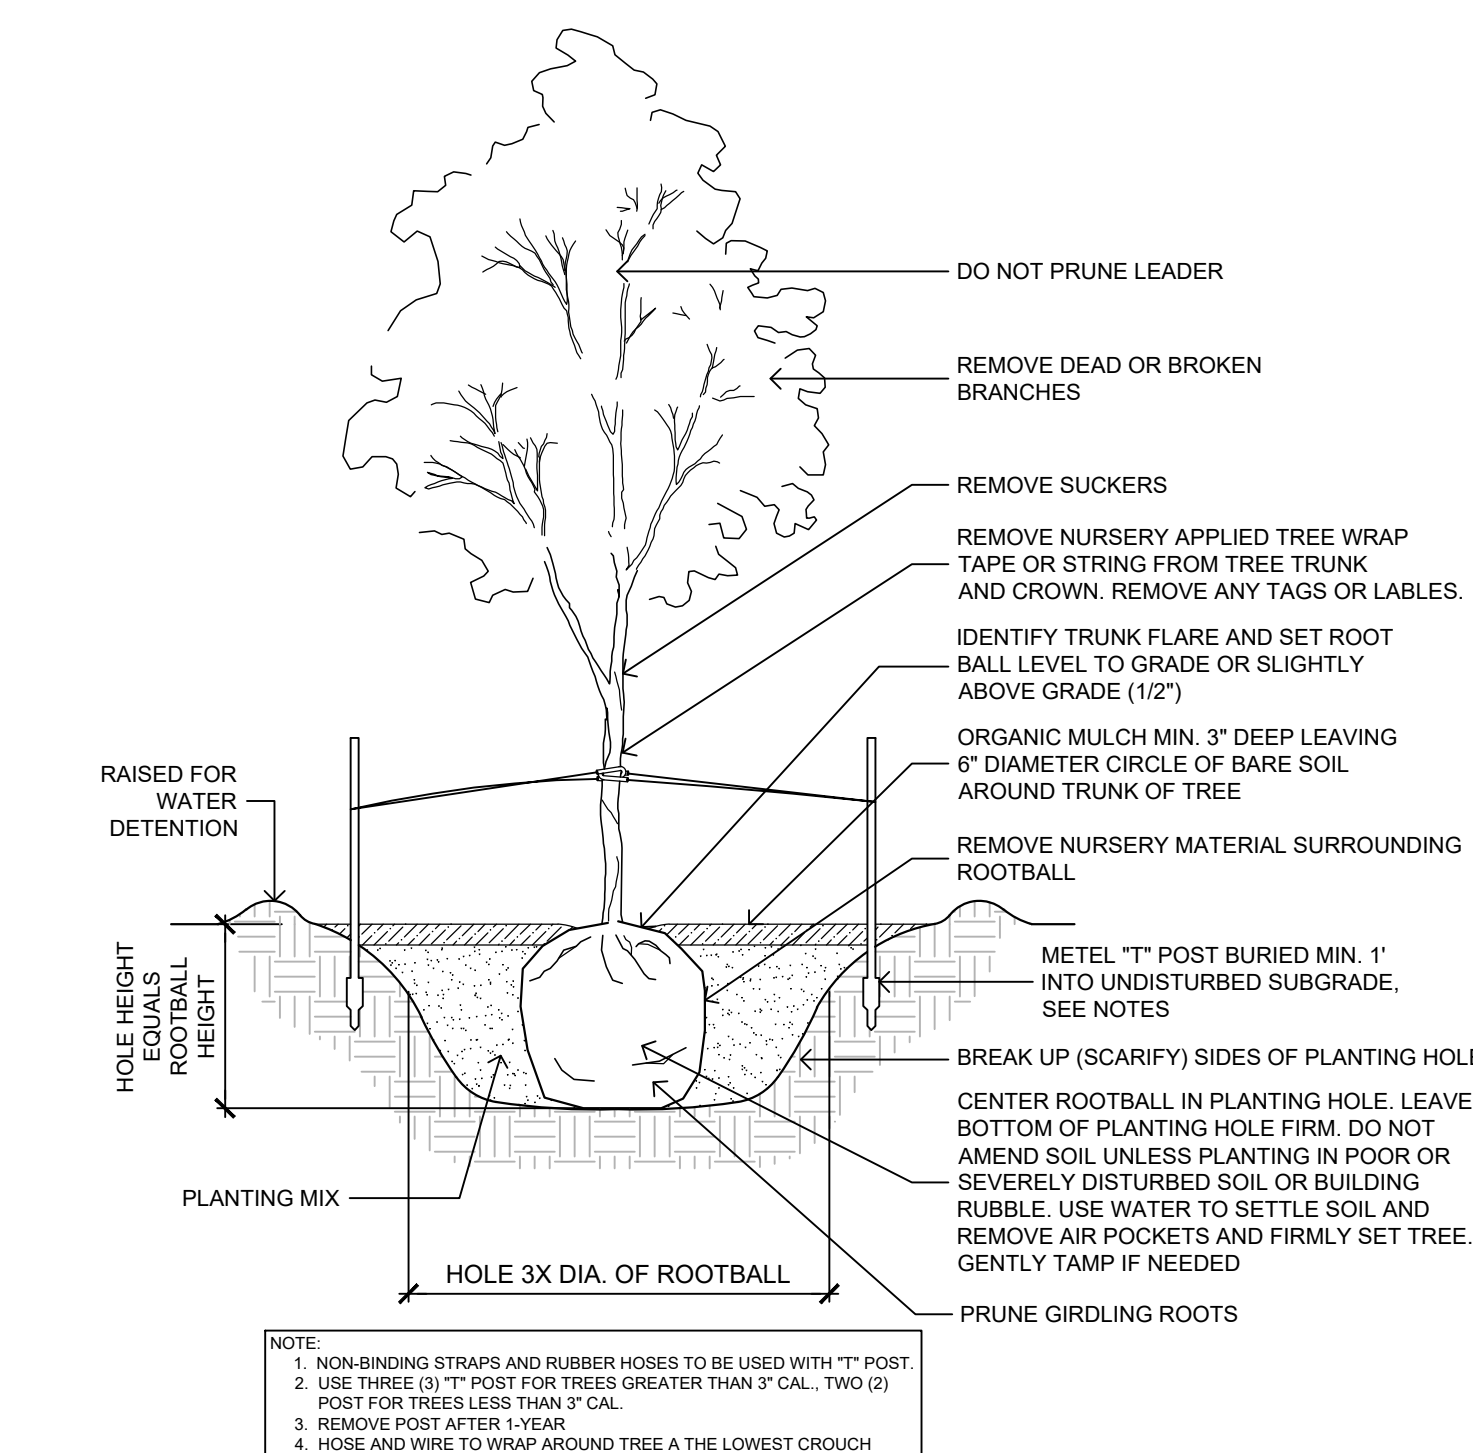 DO NOT PRUNE LEADER
REMOVE DEAD OR BROKEN
BRANCHES
REMOVE SUCKERS
REMOVE NURSERY APPLIED TREE WRAP
TAPE OR STRING FROM TREE TRUNK
AND CROWN. REMOVE ANY TAGS OR LABLES.
IDENTIFY TRUNK FLARE AND SET ROOT
BALL LEVEL TO GRADE OR SLIGHTLY
ABOVE GRADE (1/2")
ORGANIC MULCH MIN. 3" DEEP LEAVING
6" DIAMETER CIRCLE OF BARE SOIL
AROUND TRUNK OF TREE
RAISED FOR
WATER
DETENTION
REMOVE NURSERY MATERIAL SURROUNDING
ROOTBALL
HOLE HEIGHT
EQUALS
ROOTBALL
HEIGHT
METEL "T" POST BURIED MIN. 1'
INTO UNDISTURBED SUBGRADE,
SEE NOTES
BREAK UP (SCARIFY) SIDES OF PLANTING HOLE
CENTER ROOTBALL IN PLANTING HOLE. LEAVE
BOTTOM OF PLANTING HOLE FIRM. DO NOT
AMEND SOIL UNLESS PLANTING IN POOR OR
SEVERELY DISTURBED SOIL OR BUILDING
RUBBLE. USE WATER TO SETTLE SOIL AND
REMOVE AIR POCKETS AND FIRMLY SET TREE.
GENTLY TAMP IF NEEDED
PLANTING MIX
HOLE 3X DIA. OF ROOTBALL
PRUNE GIRDLING ROOTS
NOTE:
1. NON-BINDING STRAPS AND RUBBER HOSES TO BE USED WITH "T" POST.
2. USE THREE (3) "T" POST FOR TREES GREATER THAN 3" CAL., TWO (2)
POST FOR TREES LESS THAN 3" CAL.
3. REMOVE POST AFTER 1-YEAR
4. HOSE AND WIRE TO WRAP AROUND TREE A THE LOWEST CROUCH